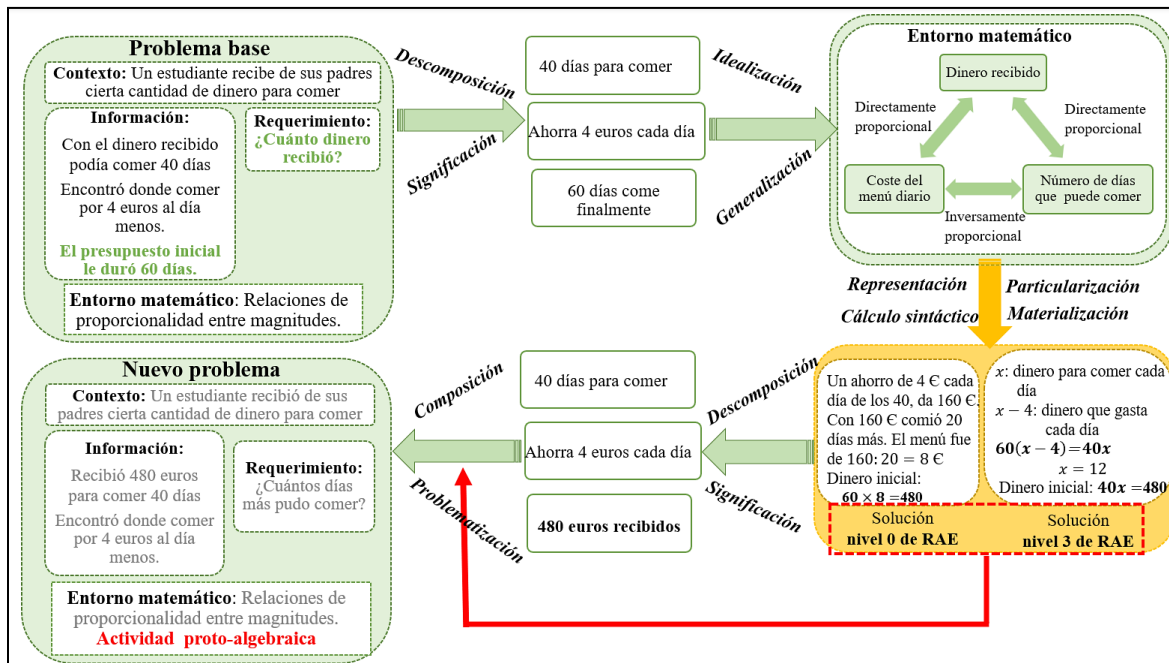 Problema base
Contexto: Un estudiante recibe de sus padres
cierta cantidad de dinero para comer
Información:
Con el dinero recibido
podía comer 40 días
Encontró donde comer
por 4 euros al día
menos.
El presupuesto inicial
le duró 60 días.
Requerimiento:
¿Cuánto dinero
recibió?
Entorno matemático: Relaciones de
proporcionalidad entre magnitudes.
Descomposición
Significación
40 días para comer
Ahorra 4 euros cada día
60 días come
finalmente
Idealización
Generalización
Entorno matemático
Dinero recibido
Directamente
proporcional
Directamente
proporcional
Coste del
menú diario
Número de días
que puede comer
Inversamente
proporcional
Representación
Cálculo sintáctico
Particularización
Materialización
Un ahorro de 4 € cada
día de los 40, da 160 €.
Con 160 € comió 20
días más. El menú fue
de 160: 20 = 8 €
Dinero inicial:
60 × 8 =480
x: dinero para comer cada
día
x − 4: dinero que gasta
cada día
60(x − 4)=40x
x = 12
Dinero inicial: 40x =480
Solución
nivel 0 de RAE
Solución
nivel 3 de RAE
Descomposición
Significación
40 días para comer
Ahorra 4 euros cada día
480 euros recibidos
Composición
Problematización
Nuevo problema
Contexto: Un estudiante recibió de sus
padres cierta cantidad de dinero para comer
Información:
Recibió 480 euros
para comer 40 días
Encontró donde comer
por 4 euros al día
menos.
Requerimiento:
¿Cuántos días
más pudo comer?
Entorno matemático: Relaciones de
proporcionalidad entre magnitudes.
Actividad proto-algebraica